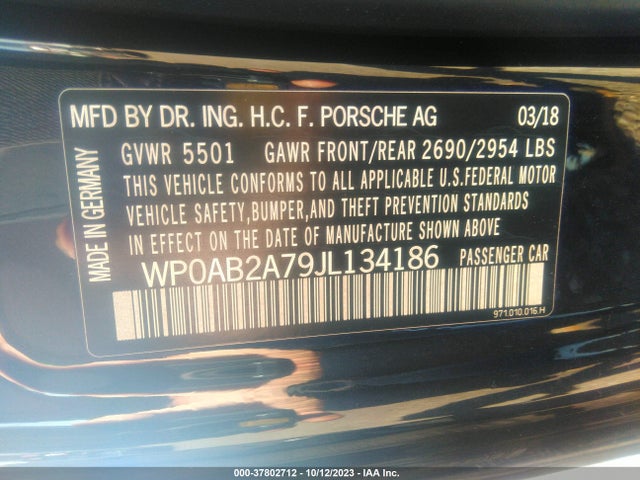 MFD BY DR. ING. H.C. F. PORSCHE AG 03/18
GVWR 5501 GAWR FRONT/REAR 2690/2954 LBS
THIS VEHICLE CONFORMS TO ALL APPLICABLE U.S.FEDERAL MOTOR
VEHICLE SAFETY,BUMPER,AND THEFT PREVENTION STANDARDS
IN EFFECT ON THE DATE OF MANUFACTURE SHOWN ABOVE
WP0AB2A79JL134186 PASSENGER CAR
971.010.016.H
MADE IN GERMANY
000-37802712 - 10/12/2023 - IAA Inc.